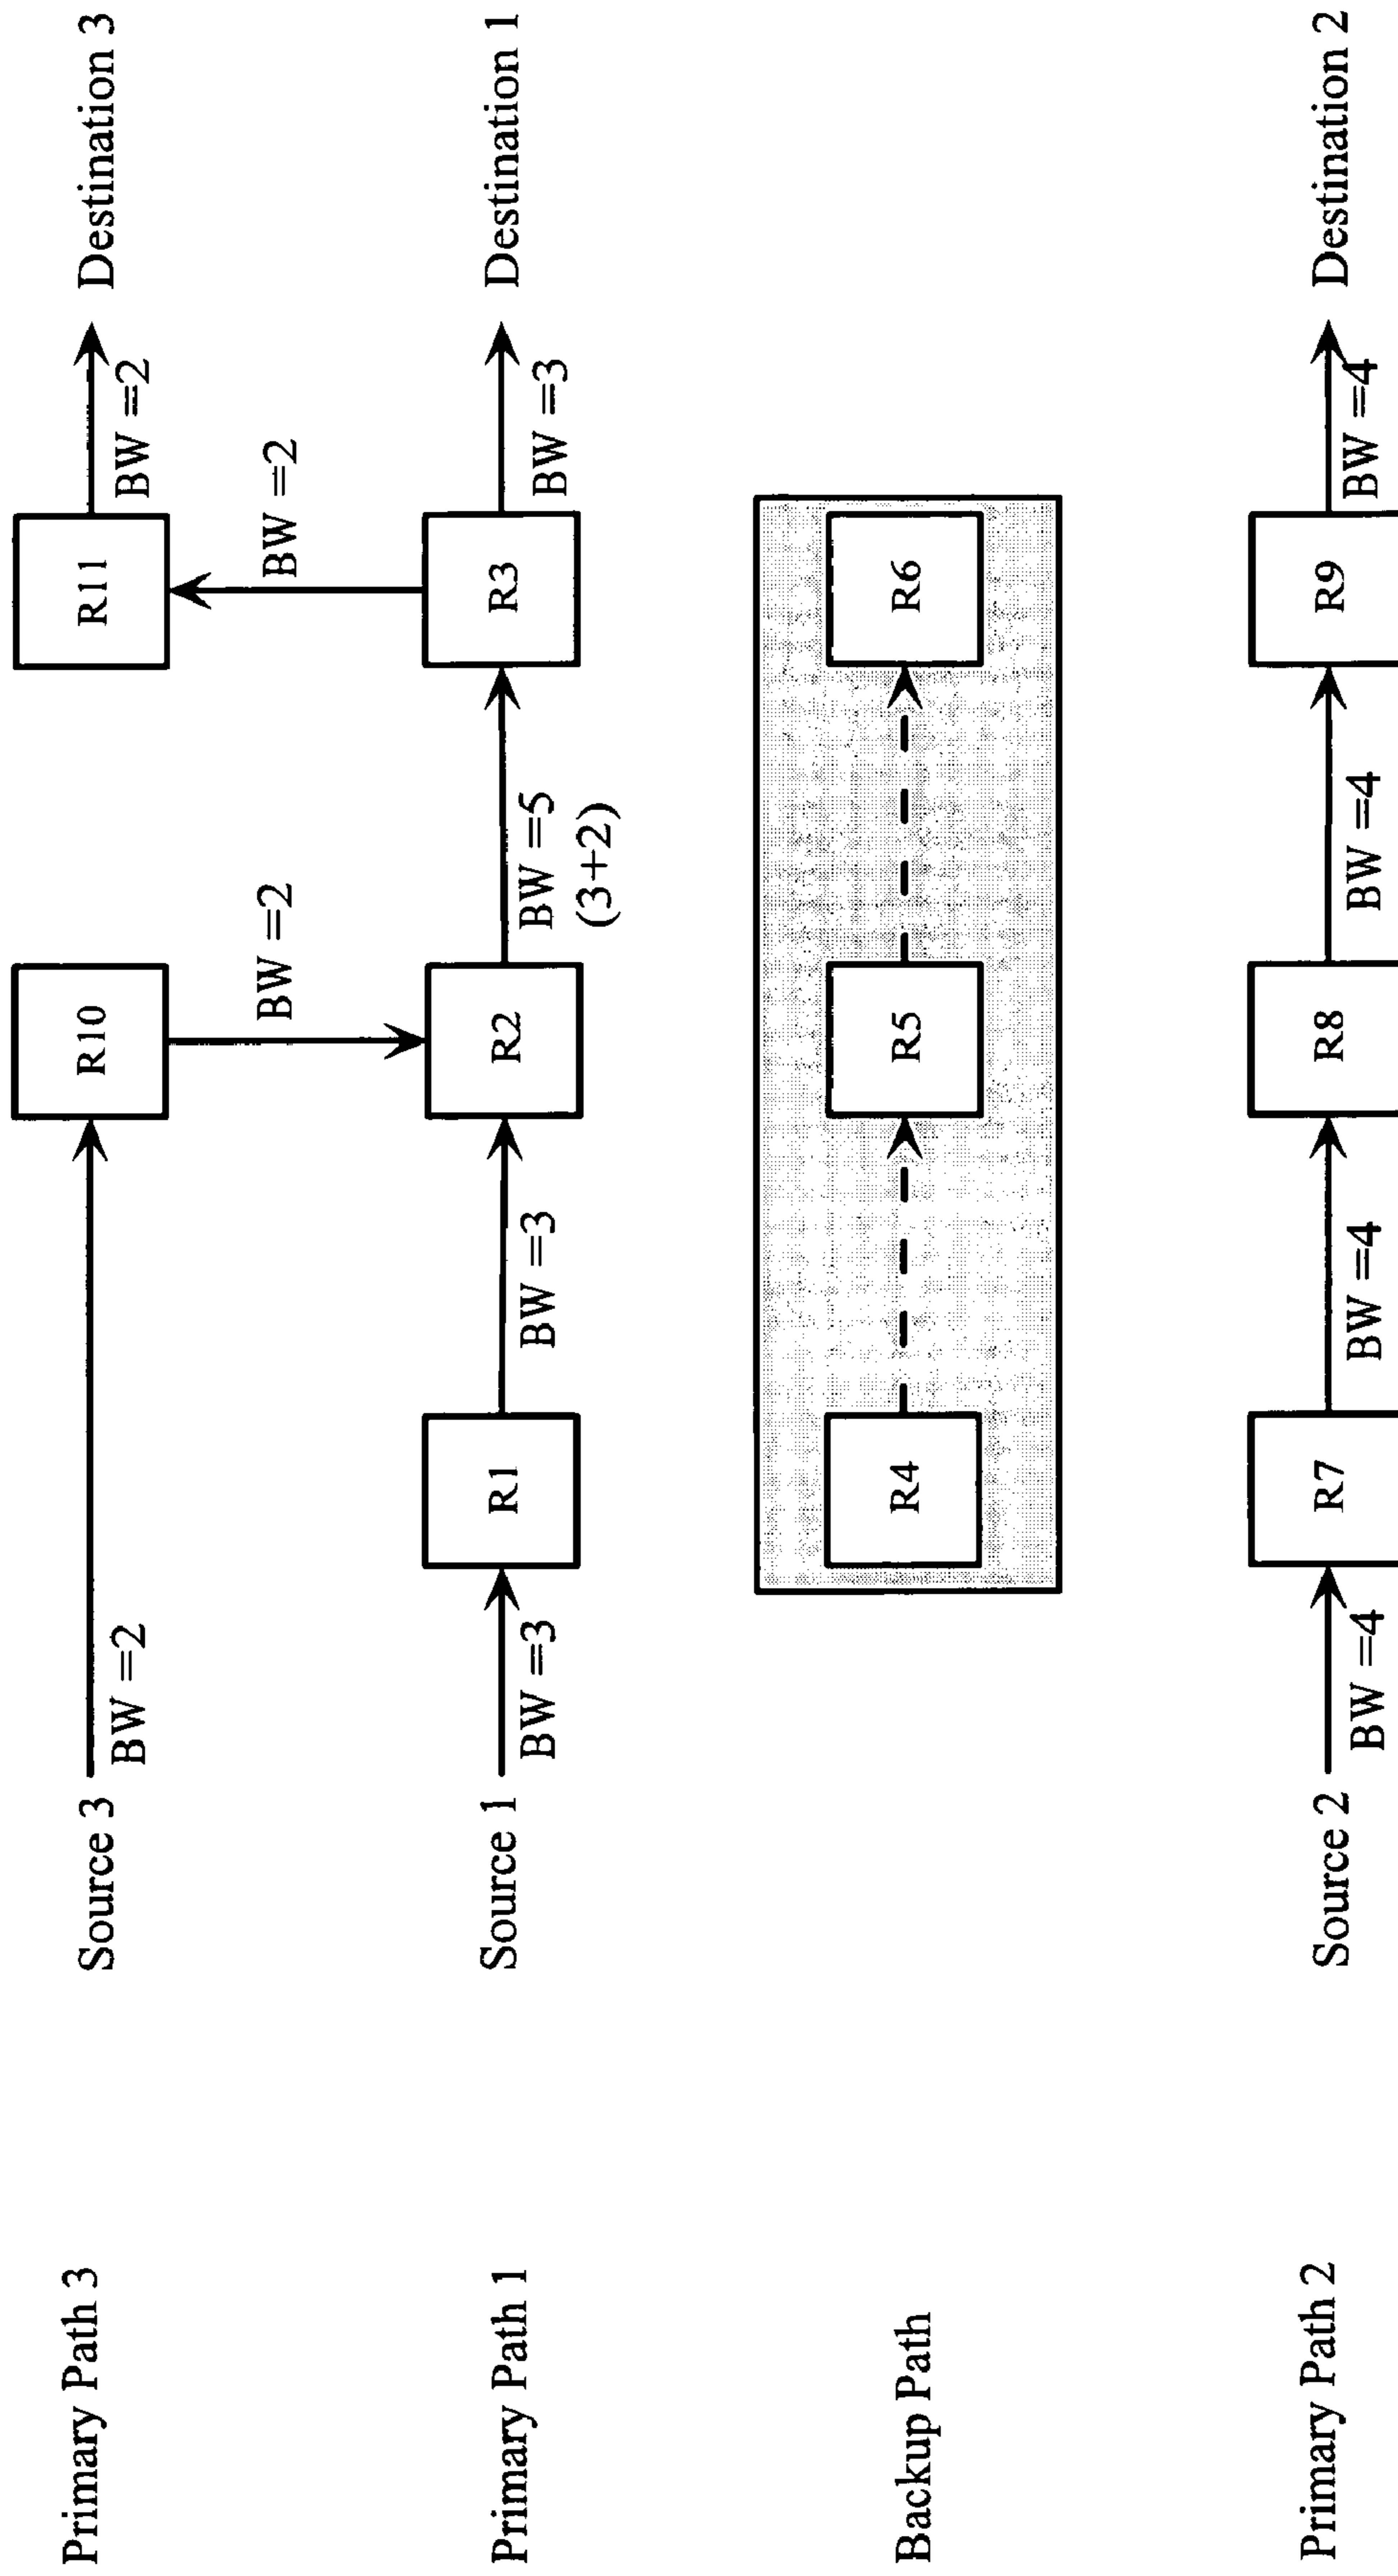 Primary Path 3
Source 3
BW =2
R10
BW =2
R11
BW =2
BW =2
Destination 3
Primary Path 1
Source 1
BW =3
R1
BW =3
R2
BW =5
(3+2)
R3
BW =3
Destination 1
Backup Path
R4
R5
R6
Primary Path 2
Source 2
BW =4
R7
BW =4
R8
BW =4
R9
BW =4
Destination 2